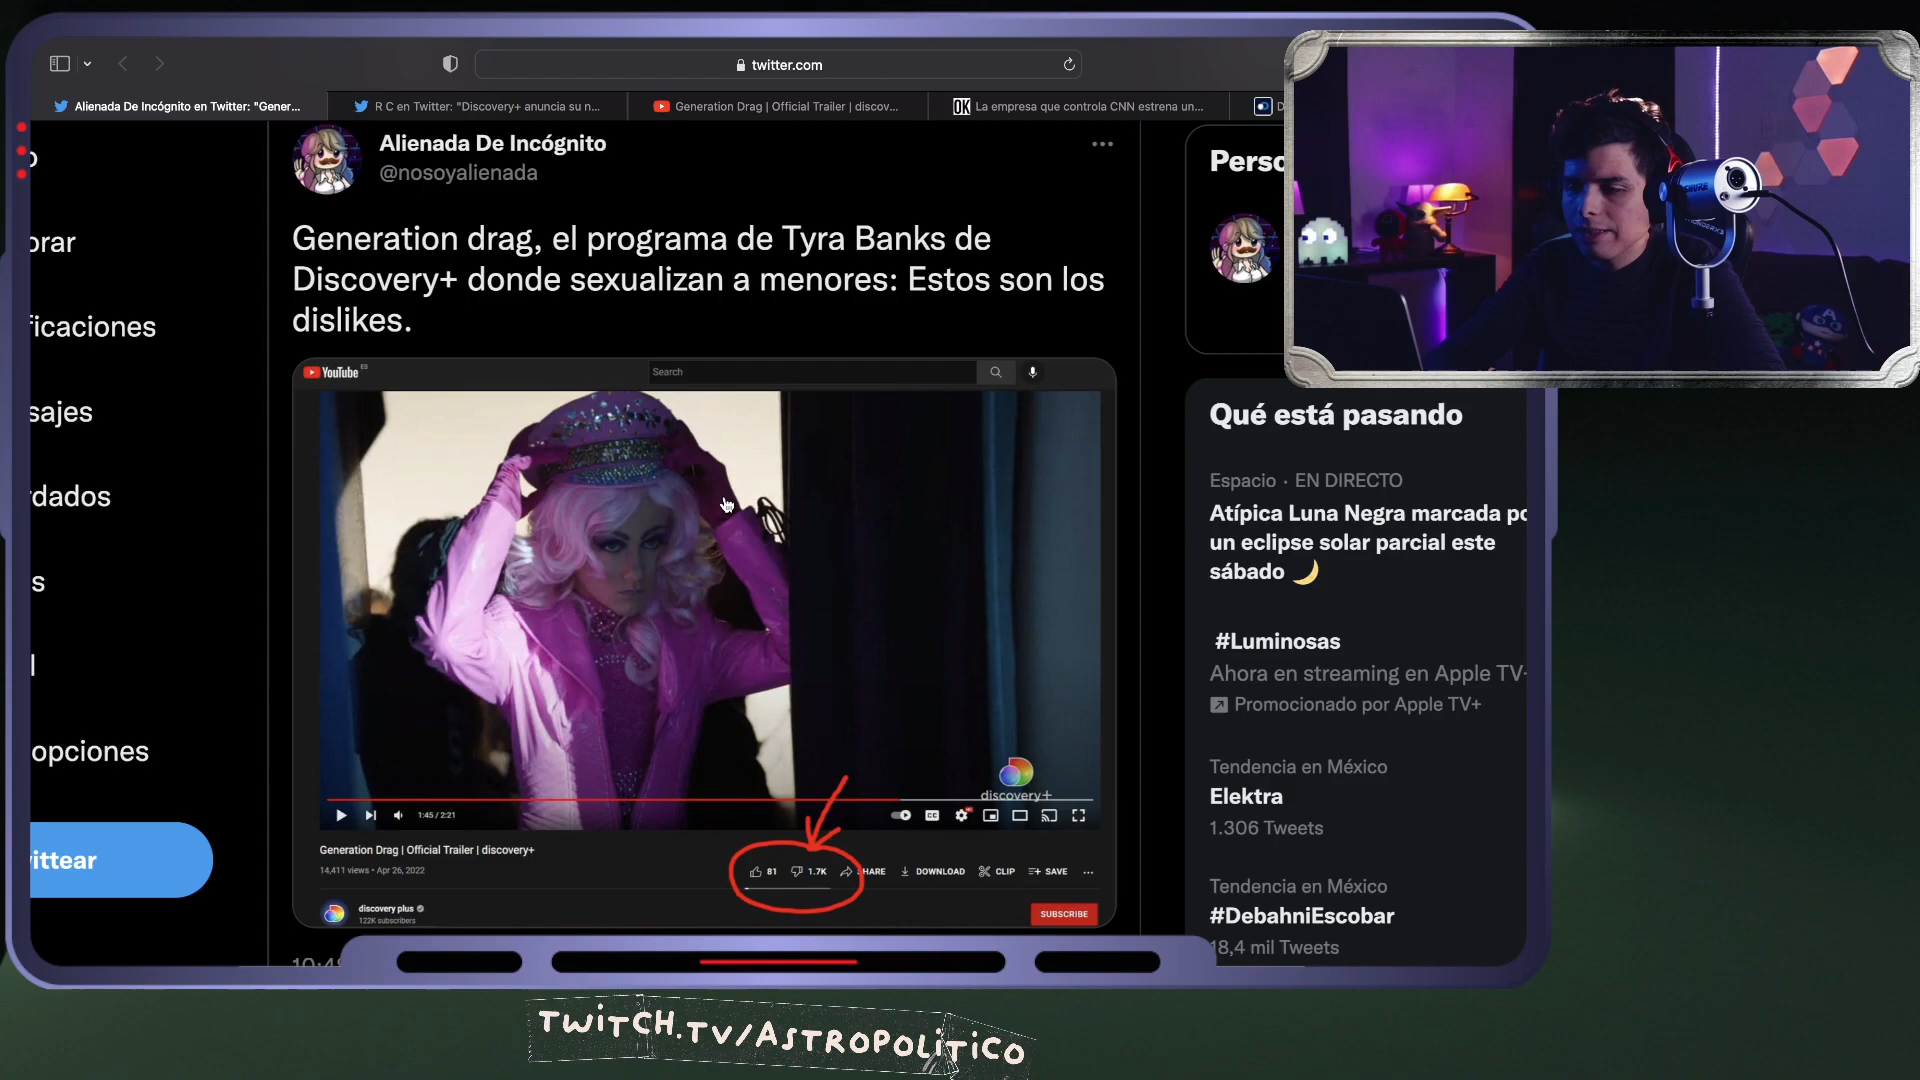 twitter.com
Alienada De Incógnito en Twitter: "Gener...
R C en Twitter: "Discovery+ anuncia su n...
Generation Drag | Official Trailer | discov...
OK La empresa que controla CNN estrena un...
D
Alienada De Incógnito
@nosoyalienada
Generation drag, el programa de Tyra Banks de
Discovery+ donde sexualizan a menores: Estos son los
dislikes.
YouTube ES
Search
discovery+
1:45 / 2:21
CC
Generation Drag | Official Trailer | discovery+
14,411 views • Apr 26, 2022
81
1.7K
SHARE
DOWNLOAD
CLIP
SAVE
discovery plus
122K subscribers
SUBSCRIBE
orar
ficaciones
sajes
rdados
s
l
opciones
ittear
Perso
Qué está pasando
Espacio · EN DIRECTO
Atípica Luna Negra marcada po
un eclipse solar parcial este
sábado
#Luminosas
Ahora en streaming en Apple TV
Promocionado por Apple TV+
Tendencia en México
Elektra
1.306 Tweets
Tendencia en México
#DebahniEscobar
18,4 mil Tweets
SHURE
TWITCH.TV/ASTROPOLITICO